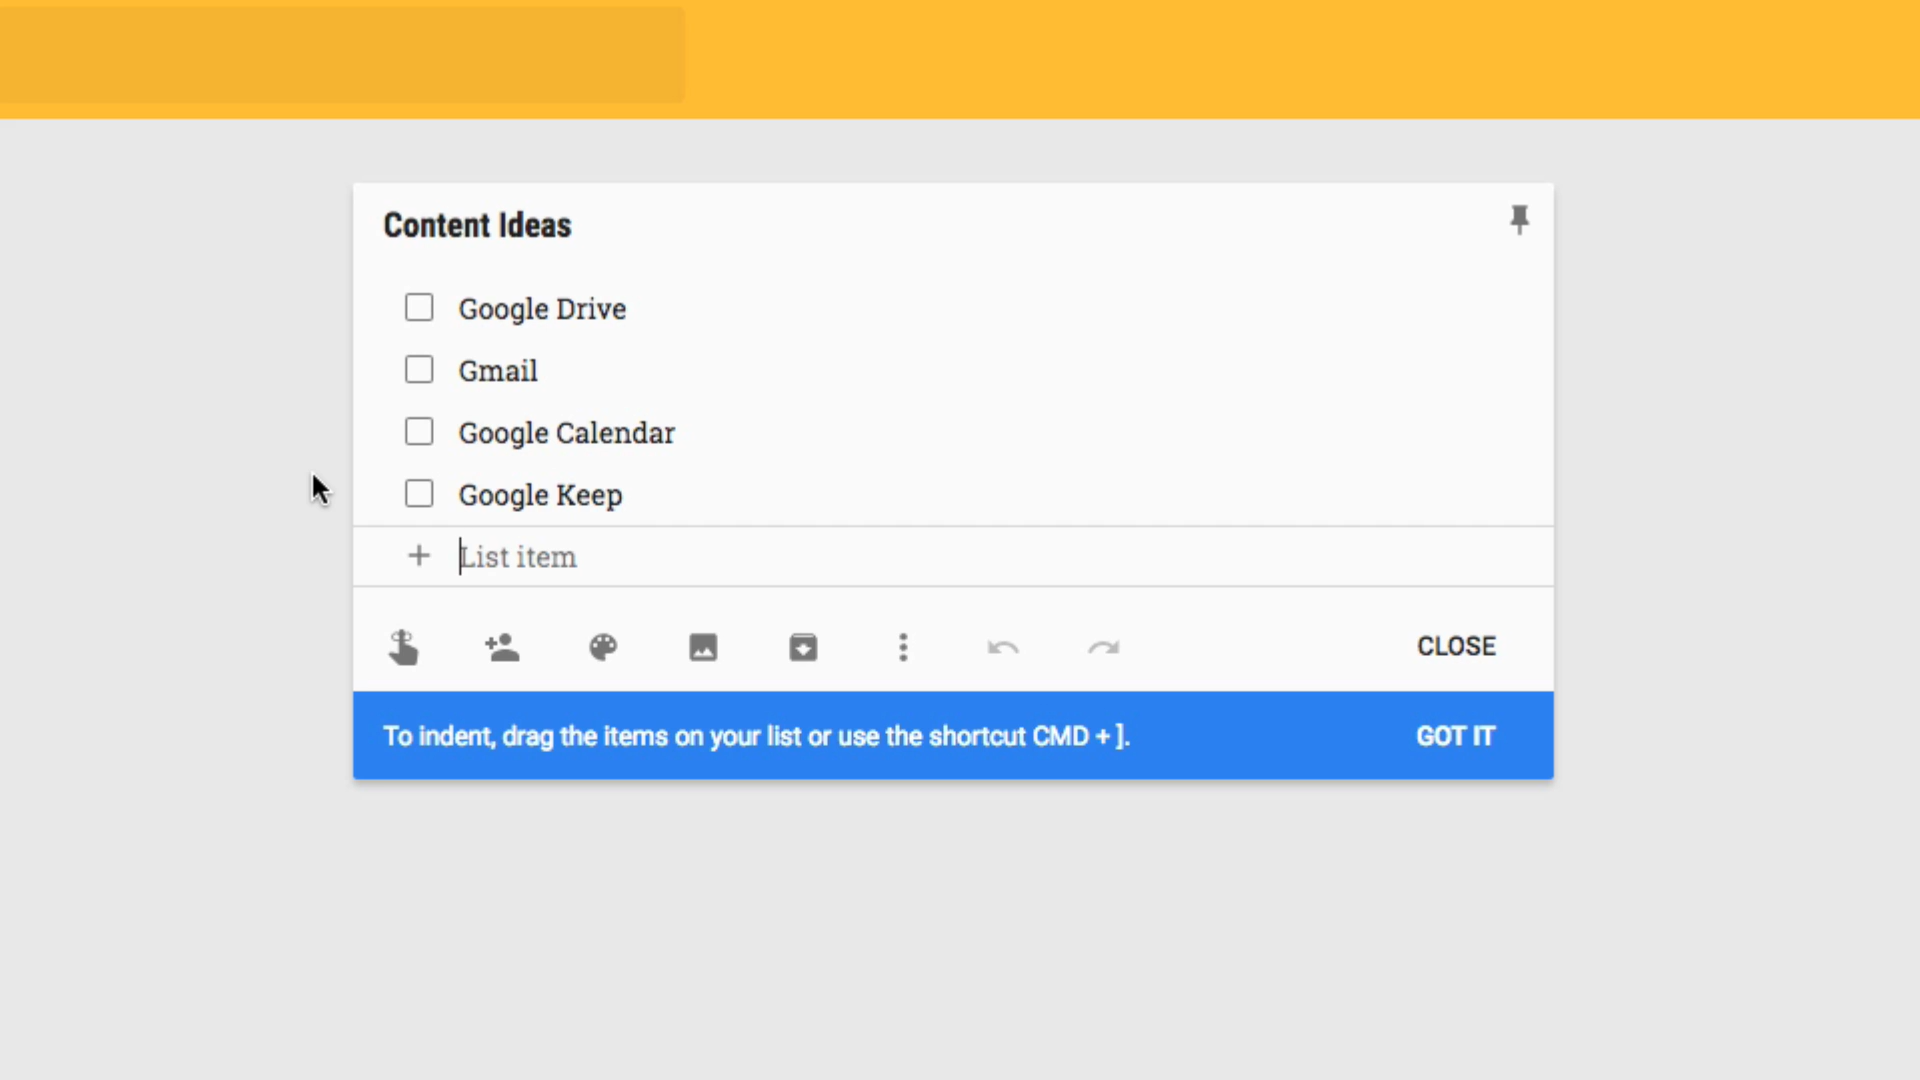 Content Ideas
Google Drive
Gmail
Google Calendar
Google Keep
List item
CLOSE
To indent, drag the items on your list or use the shortcut CMD + ].
GOT IT